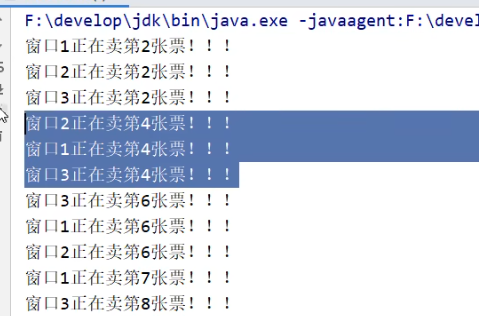 F:\develop\jdk\bin\java.exe -javaagent:F:\devel
窗口1正在卖第2张票！！！
窗口2正在卖第2张票！！！
窗口3正在卖第2张票！！！
窗口2正在卖第4张票！！！
窗口1正在卖第4张票！！！
窗口3正在卖第4张票！！！
窗口3正在卖第6张票！！！
窗口1正在卖第6张票！！！
窗口2正在卖第6张票！！！
窗口1正在卖第7张票！！！
窗口3正在卖第8张票！！！